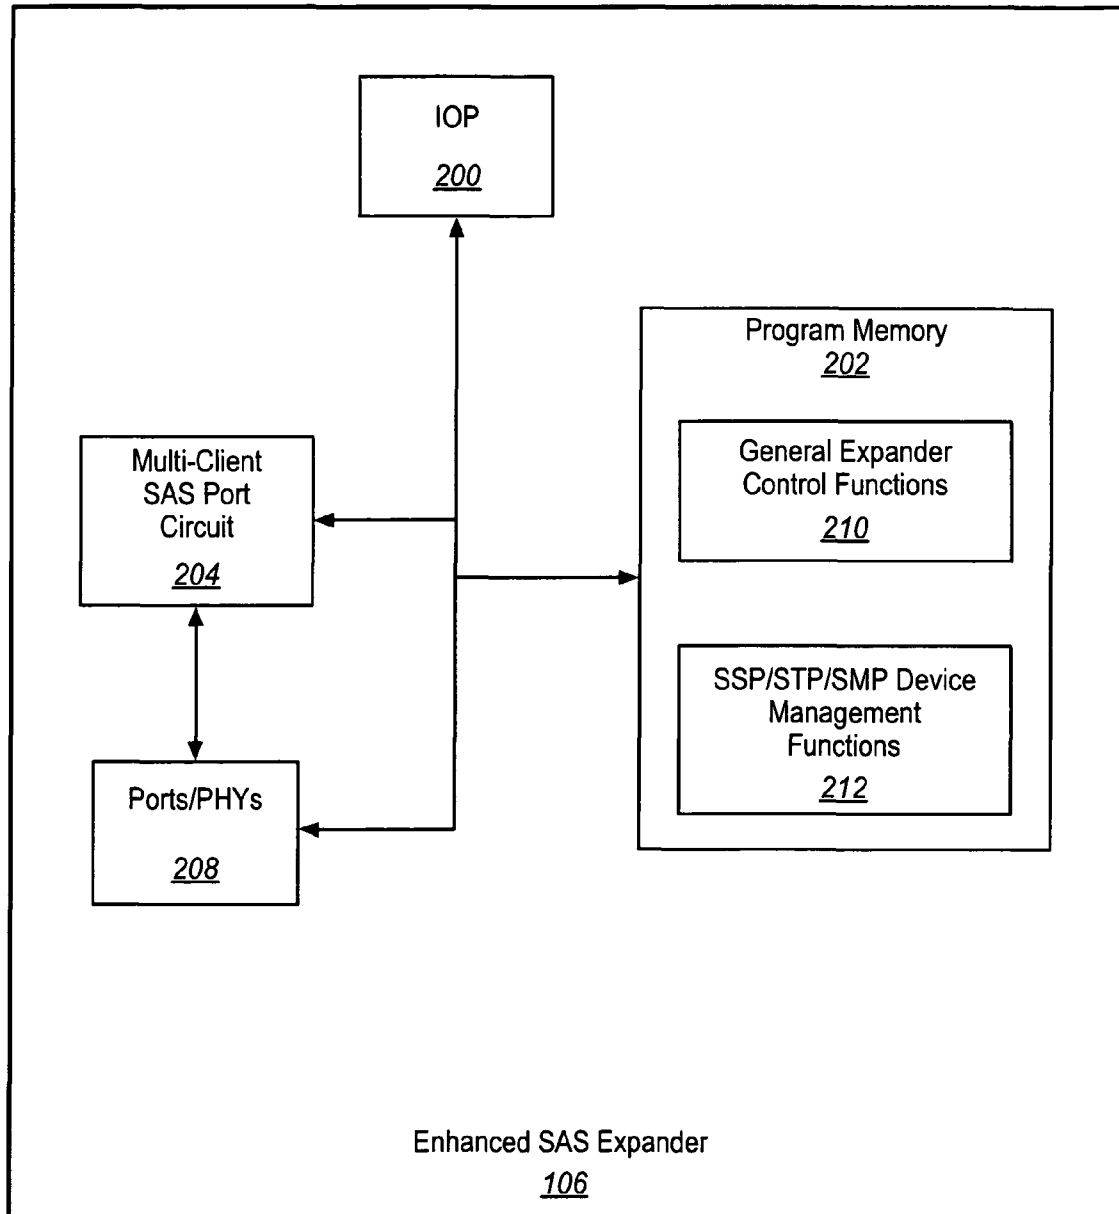 IOP
200
Program Memory
202
General Expander
Control Functions
210
Multi-Client
SAS Port
Circuit
204
SSP/STP/SMP Device
Management
Functions
212
Ports/PHYs
208
Enhanced SAS Expander
106